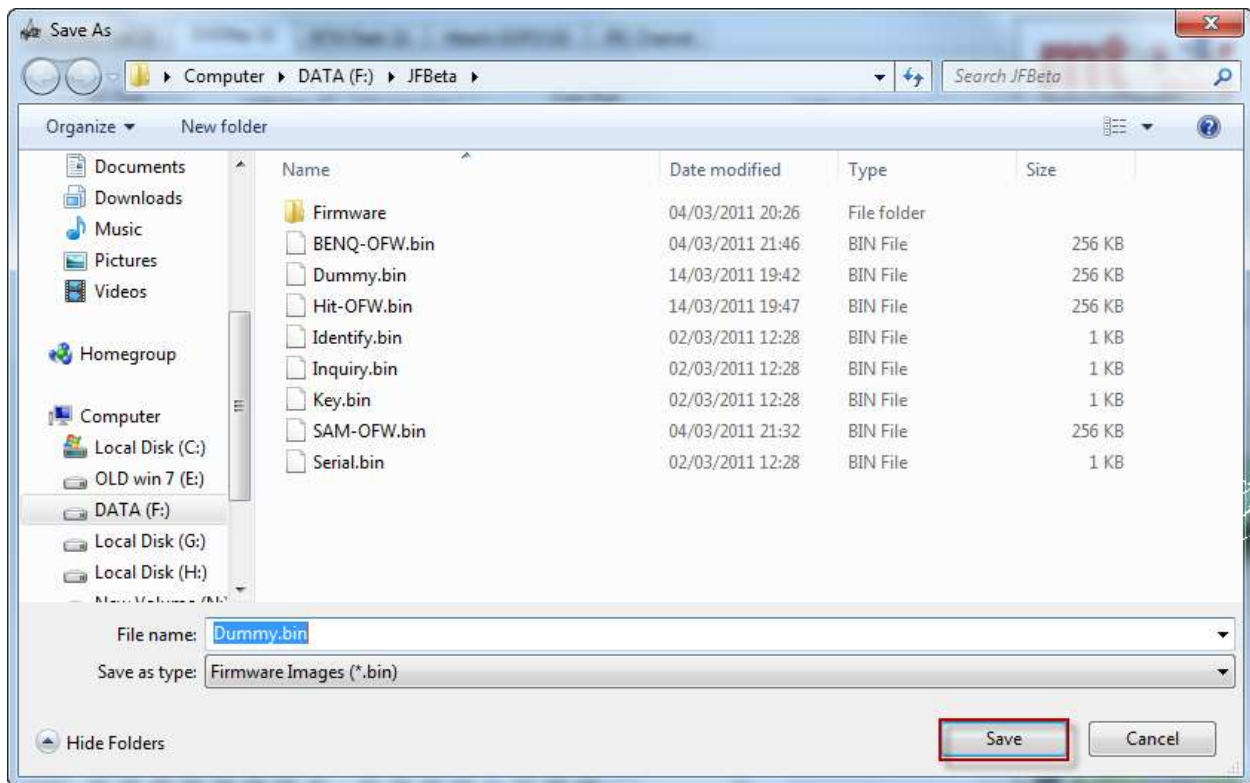 Save As
Computer DATA (F:) JFBeta
Search JFBeta
Organize New folder
Documents
Downloads
Music
Pictures
Videos
Homegroup
Computer
Local Disk (C:)
OLD win 7 (E:)
DATA (F:)
Local Disk (G:)
Local Disk (H:)
Name Date modified Type Size
Firmware 04/03/2011 20:26 File folder
BENQ-OFW.bin 04/03/2011 21:46 BIN File 256 KB
Dummy.bin 14/03/2011 19:42 BIN File 256 KB
Hit-OFW.bin 14/03/2011 19:47 BIN File 256 KB
Identify.bin 02/03/2011 12:28 BIN File 1 KB
Inquiry.bin 02/03/2011 12:28 BIN File 1 KB
Key.bin 02/03/2011 12:28 BIN File 1 KB
SAM-OFW.bin 04/03/2011 21:32 BIN File 256 KB
Serial.bin 02/03/2011 12:28 BIN File 1 KB
File name: Dummy.bin
Save as type: Firmware Images (*.bin)
Hide Folders
Save Cancel